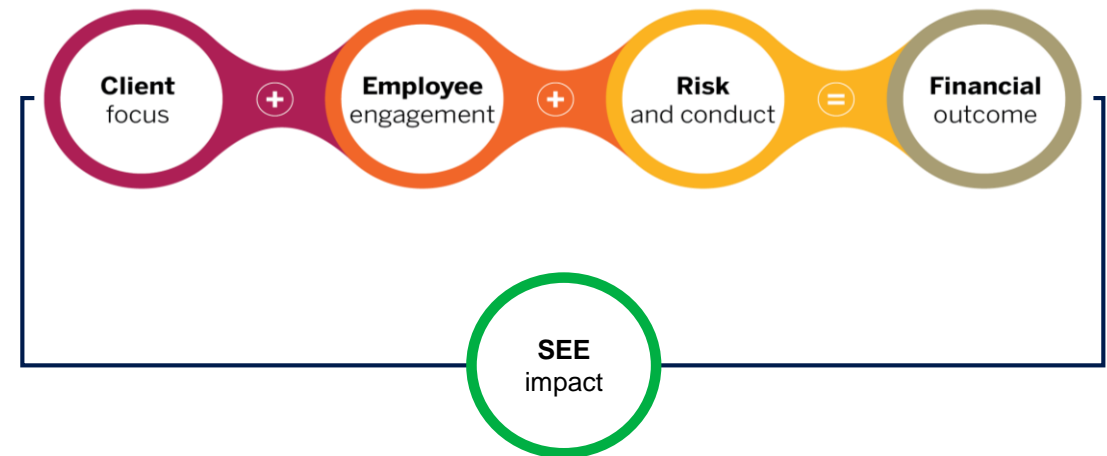 Client
focus
+
Employee
engagement
+
Risk
and conduct
=
Financial
outcome
SEE
impact